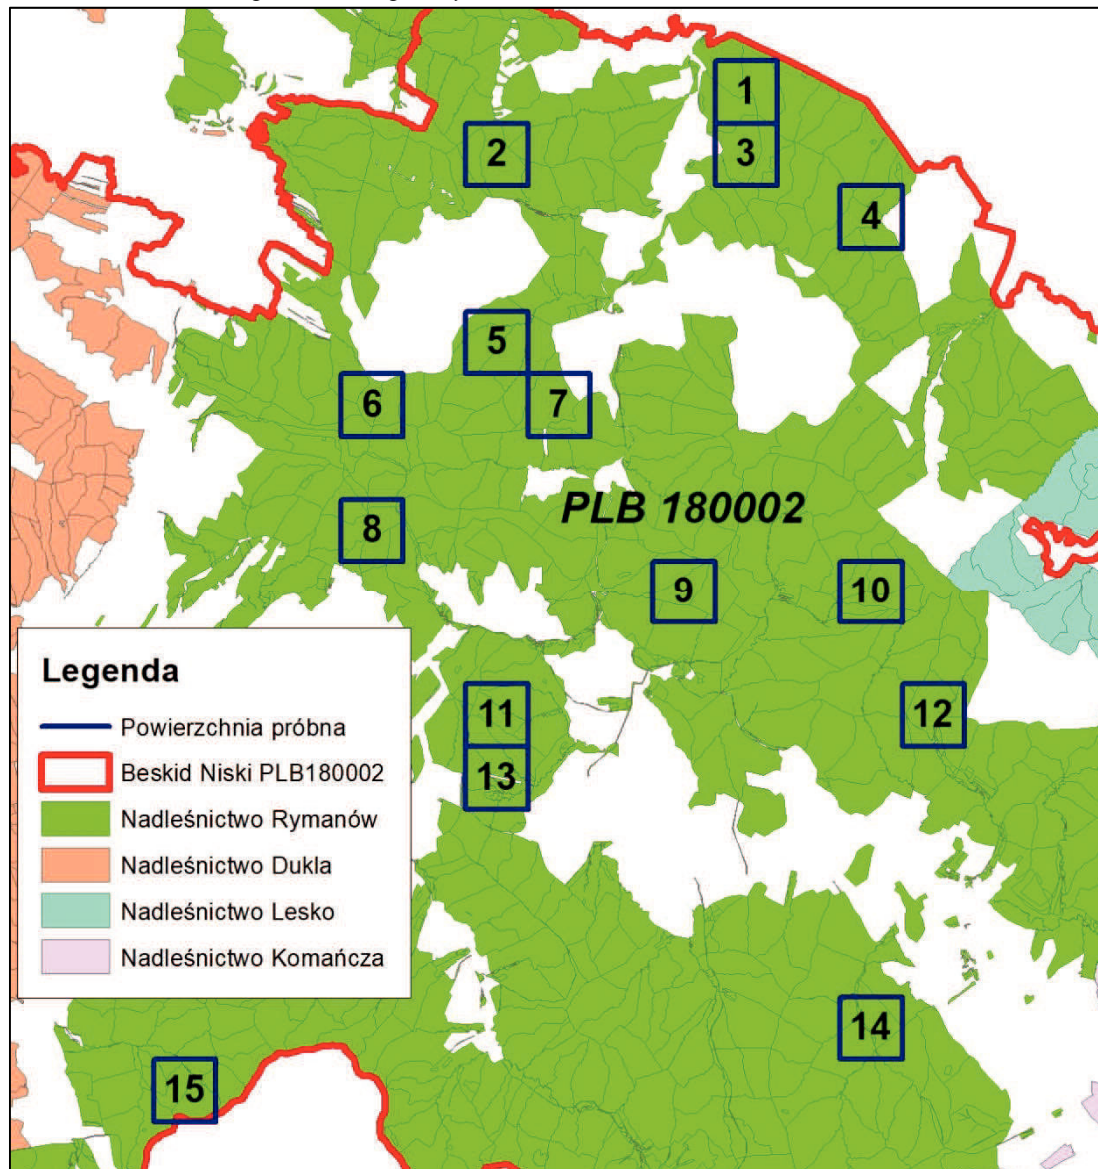 1
2
3
4
5
6
7
8
PLB 180002
9
10
11
12
13
14
15
Legenda
Powierzchnia próbna
Beskid Niski PLB180002
Nadleśnictwo Rymanów
Nadleśnictwo Dukla
Nadleśnictwo Lesko
Nadleśnictwo Komańcza